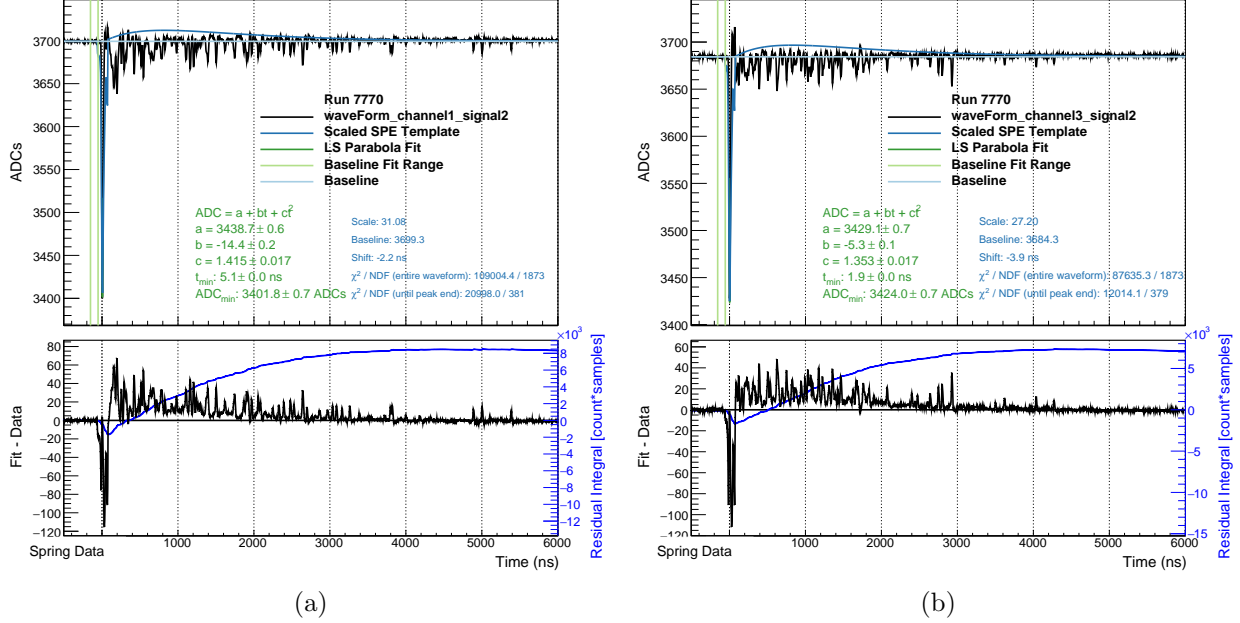 3700
3650
3600
3550
3500
3450
3400
ADCs
Run 7770
waveForm_channel1_signal2
Scaled SPE Template
LS Parabola Fit
Baseline Fit Range
Baseline
ADC = a + bt + ct²
a = 3438.7 ± 0.6
b = -14.4 ± 0.2
c = 1.415 ± 0.017
t_min: 5.1 ± 0.0 ns
ADC_min: 3401.8 ± 0.7 ADCs
Scale: 31.08
Baseline: 3699.3
Shift: -2.2 ns
χ² / NDF (entire waveform): 109004.4 / 1873
χ² / NDF (until peak end): 20998.0 / 381
80
60
40
20
0
−20
−40
−60
−80
−100
−120
Fit - Data
×10³
8
6
4
2
0
−2
−4
−6
−8
−10
−12
Residual Integral [count*samples]
1000 2000 3000 4000 5000 6000
Spring Data
Time (ns)
(a)
3700
3650
3600
3550
3500
3450
3400
ADCs
Run 7770
waveForm_channel3_signal2
Scaled SPE Template
LS Parabola Fit
Baseline Fit Range
Baseline
ADC = a + bt + ct²
a = 3429.1 ± 0.7
b = -5.3 ± 0.1
c = 1.353 ± 0.017
t_min: 1.9 ± 0.0 ns
ADC_min: 3424.0 ± 0.7 ADCs
Scale: 27.20
Baseline: 3684.3
Shift: -3.9 ns
χ² / NDF (entire waveform): 87635.3 / 1873
χ² / NDF (until peak end): 12014.1 / 379
60
40
20
0
−20
−40
−60
−80
−100
−120
Fit - Data
×10³
5
0
−5
−10
−15
Residual Integral [count*samples]
1000 2000 3000 4000 5000 6000
Spring Data
Time (ns)
(b)